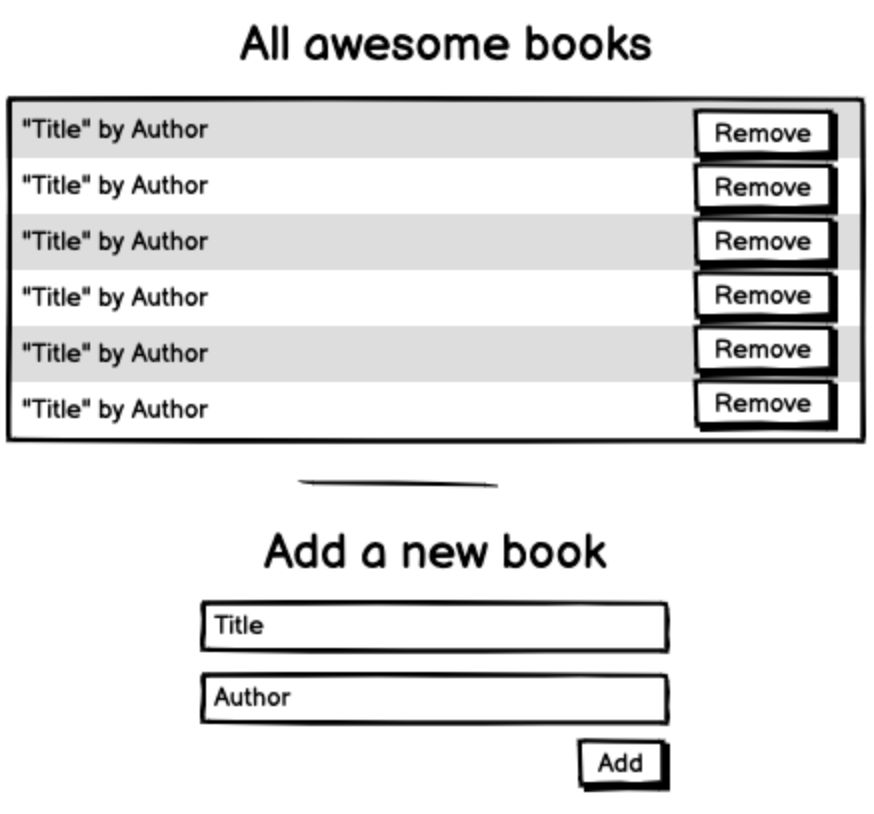 All awesome books
"Title" by Author Remove
"Title" by Author Remove
"Title" by Author Remove
"Title" by Author Remove
"Title" by Author Remove
"Title" by Author Remove
Add a new book
Title
Author
Add